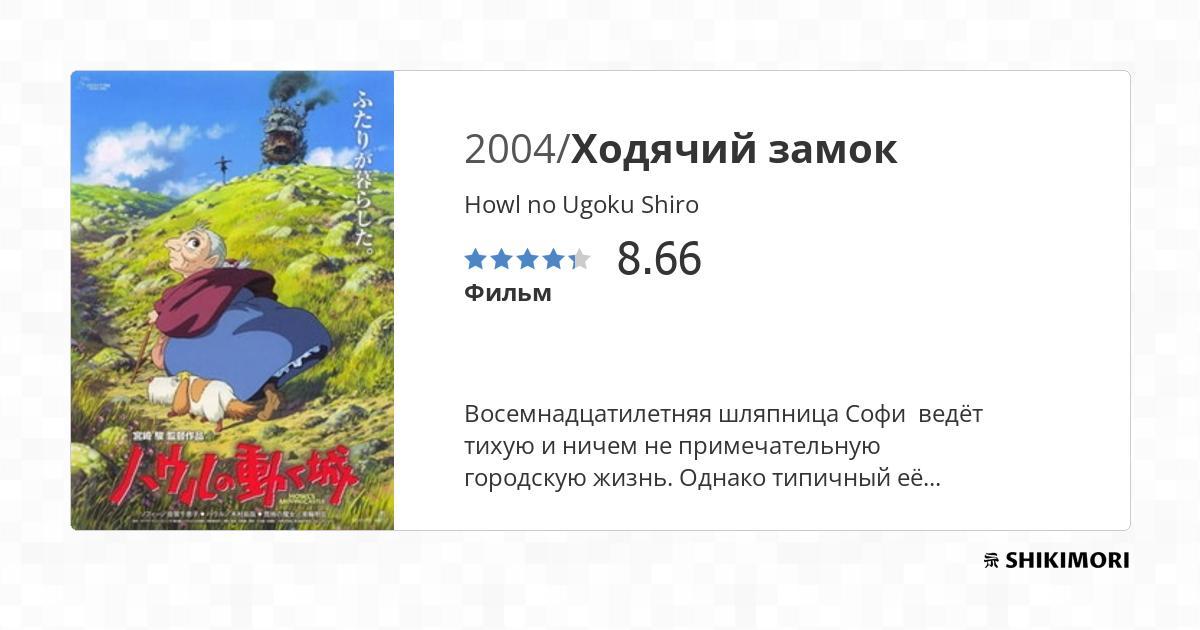 ふたりが暮らした。
宮崎 駿 監督作品
ハウルの動く城
HOWL'S
MOVING CASTLE
2004/Ходячий замок
Howl no Ugoku Shiro
8.66
Фильм
Восемнадцатилетняя шляпница Софи  ведёт
тихую и ничем не примечательную
городскую жизнь. Однако типичный её...
SHIKIMORI